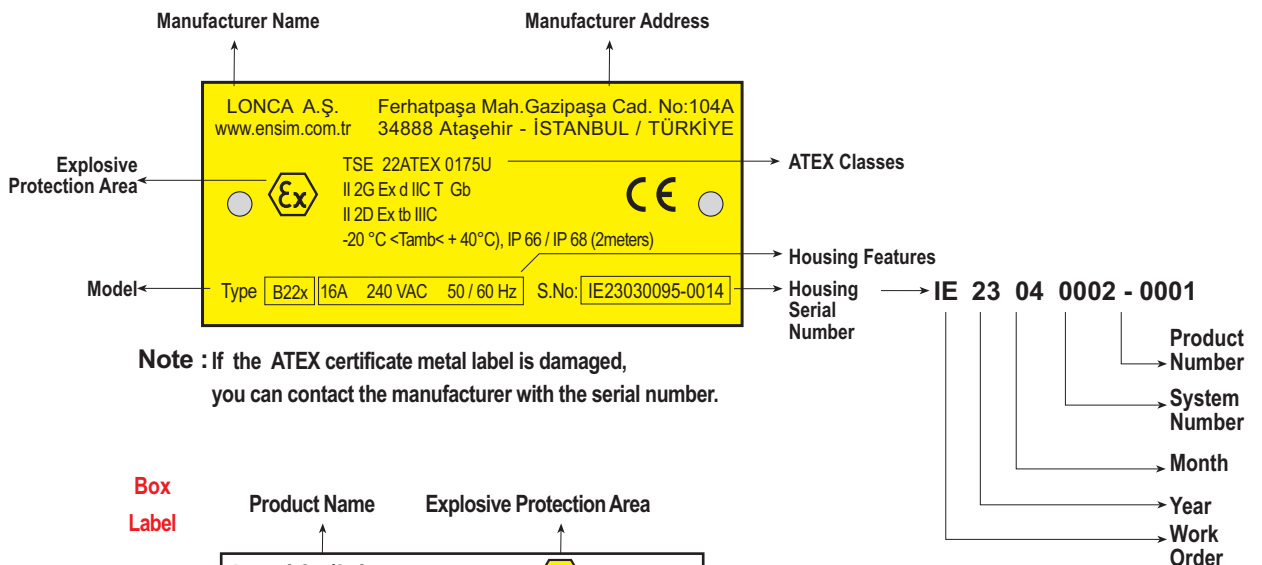 Manufacturer Name
Manufacturer Address
LONCA A.Ş.
www.ensim.com.tr
Ferhatpaşa Mah.Gazipaşa Cad. No:104A
34888 Ataşehir - İSTANBUL / TÜRKİYE
Explosive
Protection Area
Ex
TSE 22ATEX 0175U
II 2G Ex d IIC T Gb
II 2D Ex tb IIIC
-20 °C <Tamb< + 40°C), IP 66 / IP 68 (2meters)
CE
ATEX Classes
Housing Features
Model
Type B22x 16A 240 VAC 50 / 60 Hz S.No: IE23030095-0014
Housing
Serial
Number
IE 23 04 0002 - 0001
Product
Number
System
Number
Month
Year
Work
Order
Note : If the ATEX certificate metal label is damaged,
you can contact the manufacturer with the serial number.
Box
Label
Product Name
Explosive Protection Area